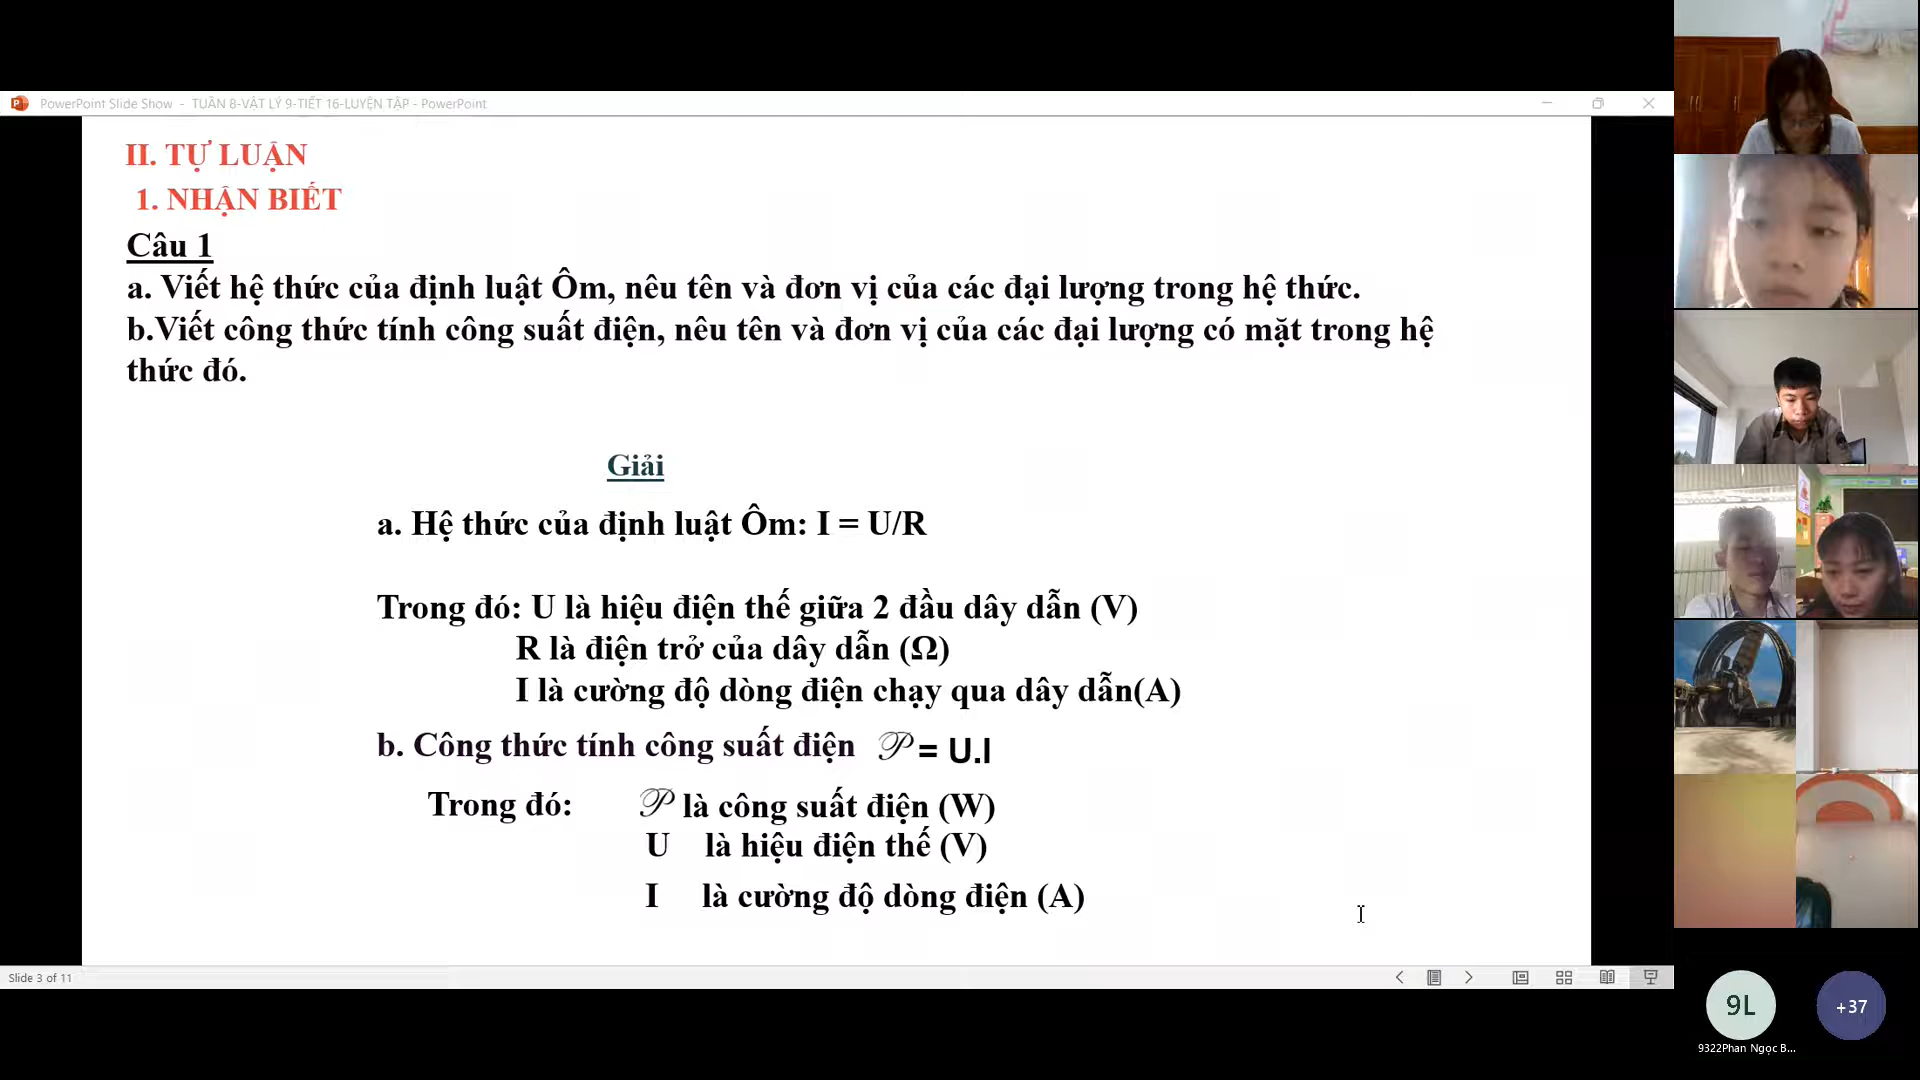 PowerPoint Slide Show - TUẦN 8-VẬT LÝ 9-TIẾT 16-LUYỆN TẬP - PowerPoint
II. TỰ LUẬN
1. NHẬN BIẾT
Câu 1
a. Viết hệ thức của định luật Ôm, nêu tên và đơn vị của các đại lượng trong hệ thức.
b.Viết công thức tính công suất điện, nêu tên và đơn vị của các đại lượng có mặt trong hệ
thức đó.
Giải
a. Hệ thức của định luật Ôm: I = U/R
Trong đó: U là hiệu điện thế giữa 2 đầu dây dẫn (V)
R là điện trở của dây dẫn (Ω)
I là cường độ dòng điện chạy qua dây dẫn(A)
b. Công thức tính công suất điện 𝒫 = U.I
Trong đó: 𝒫 là công suất điện (W)
U là hiệu điện thế (V)
I là cường độ dòng điện (A)
Slide 3 of 11
9L
+37
9322Phan Ngọc B...